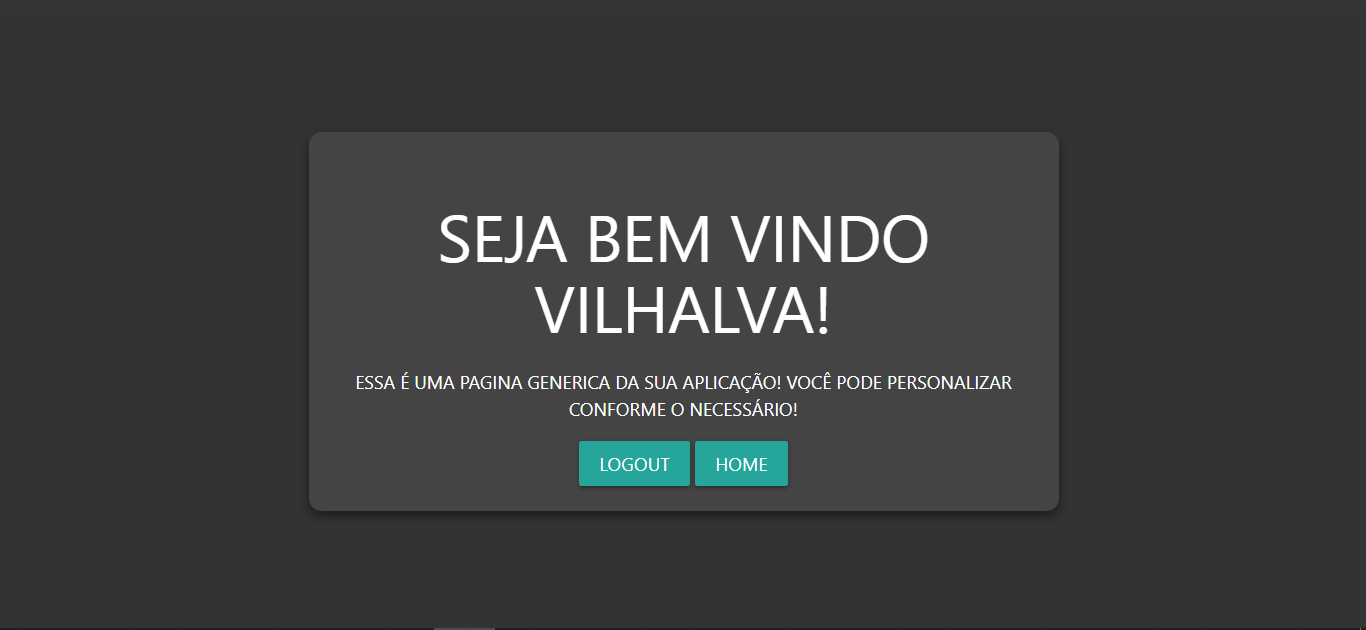 SEJA BEM VINDO
VILHALVA!
ESSA É UMA PAGINA GENERICA DA SUA APLICAÇÃO! VOCÊ PODE PERSONALIZAR
CONFORME O NECESSÁRIO!
LOGOUT HOME